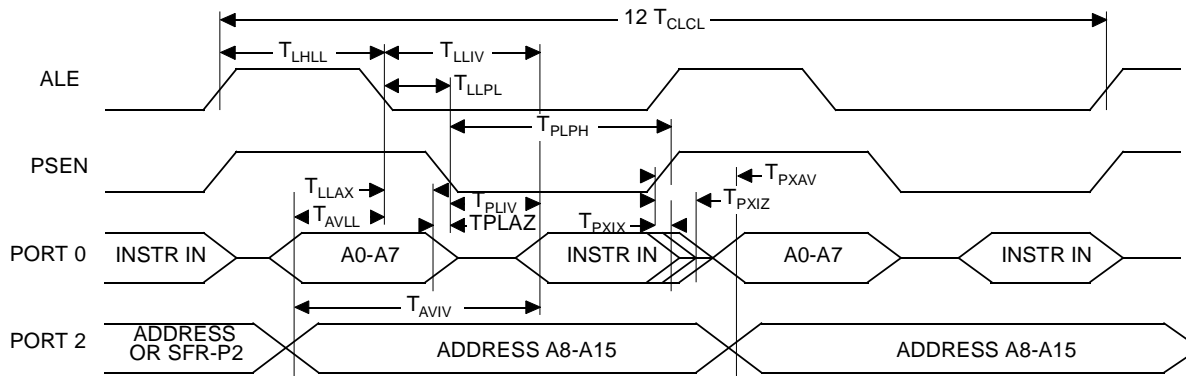 12 TCLCL
TLHLL TLLIV
ALE
TLLPL
TPLPH
PSEN
TLLAX TPXAV
TPLIV TPXIZ
TAVLL TPLAZ TPXIX
PORT 0 INSTR IN A0-A7 INSTR IN A0-A7 INSTR IN
TAVIV
PORT 2 ADDRESS
OR SFR-P2 ADDRESS A8-A15 ADDRESS A8-A15